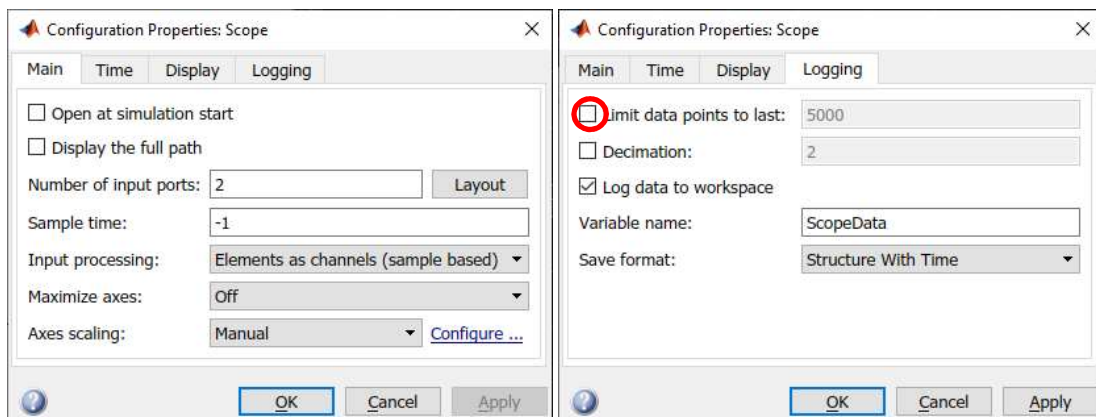 Configuration Properties: Scope
Main Time Display Logging
Open at simulation start
Display the full path
Number of input ports: 2 Layout
Sample time: -1
Input processing: Elements as channels (sample based)
Maximize axes: Off
Axes scaling: Manual Configure ...
OK Cancel Apply
Configuration Properties: Scope
Main Time Display Logging
Limit data points to last: 5000
Decimation: 2
Log data to workspace
Variable name: ScopeData
Save format: Structure With Time
OK Cancel Apply